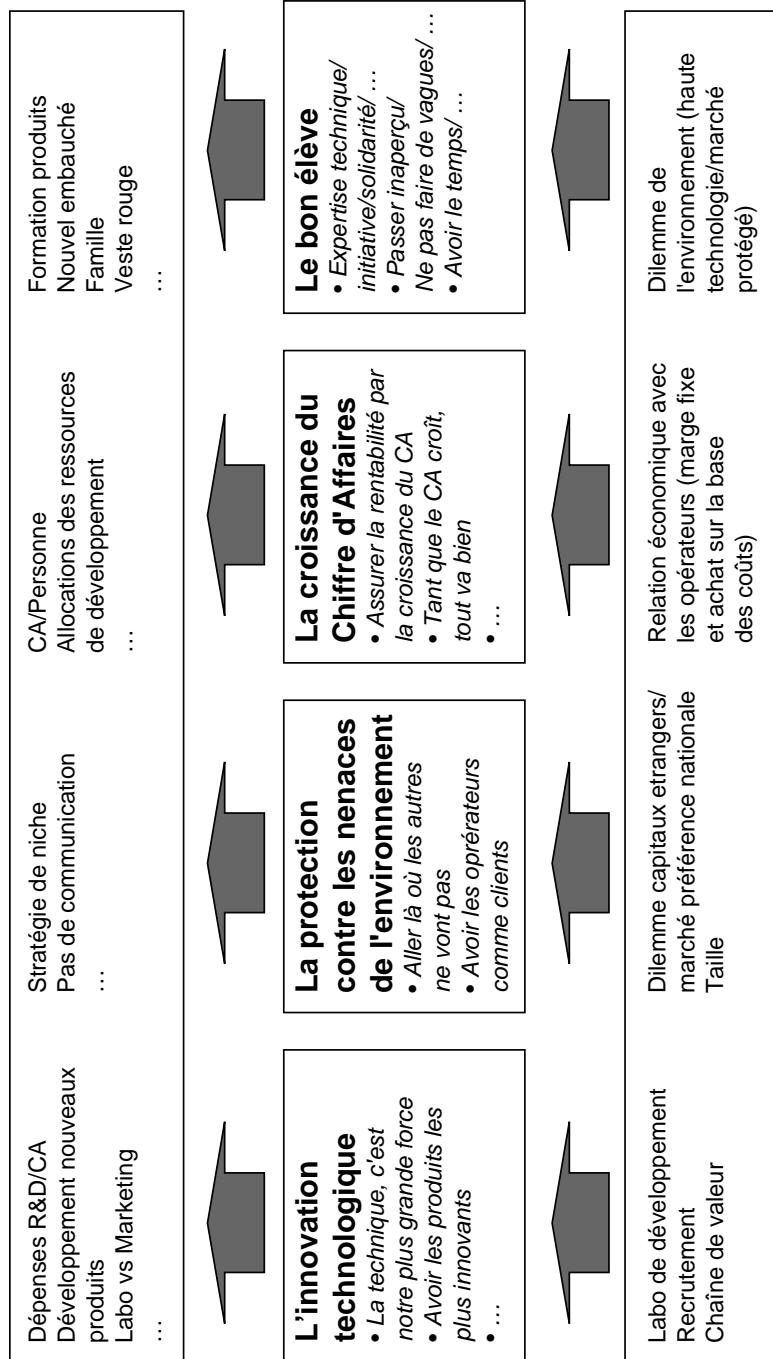 Dépenses R&D/CA
Développement nouveaux
produits
Labo vs Marketing
…
Stratégie de niche
Pas de communication
…
CA/Personne
Allocations des ressources
de développement
…
Formation produits
Nouvel embauché
Famille
Veste rouge
…
L'innovation
technologique
• La technique, c'est
notre plus grande force
• Avoir les produits les
plus innovants
• …
La protection
contre les nenaces
de l'environnement
• Aller là où les autres
ne vont pas
• Avoir les oprérateurs
comme clients
La croissance du
Chiffre d'Affaires
• Assurer la rentabilité par
la croissance du CA
• Tant que le CA croît,
tout va bien
• …
Le bon élève
• Expertise technique/
initiative/solidarité/ …
• Passer inaperçu/
Ne pas faire de vagues/ …
• Avoir le temps/ …
Labo de développement
Recrutement
Chaîne de valeur
Dilemme capitaux etrangers/
marché préférence nationale
Taille
Relation économique avec
les opérateurs (marge fixe
et achat sur la base
des coûts)
Dilemme de
l'environnement (haute
technologie/marché
protégé)